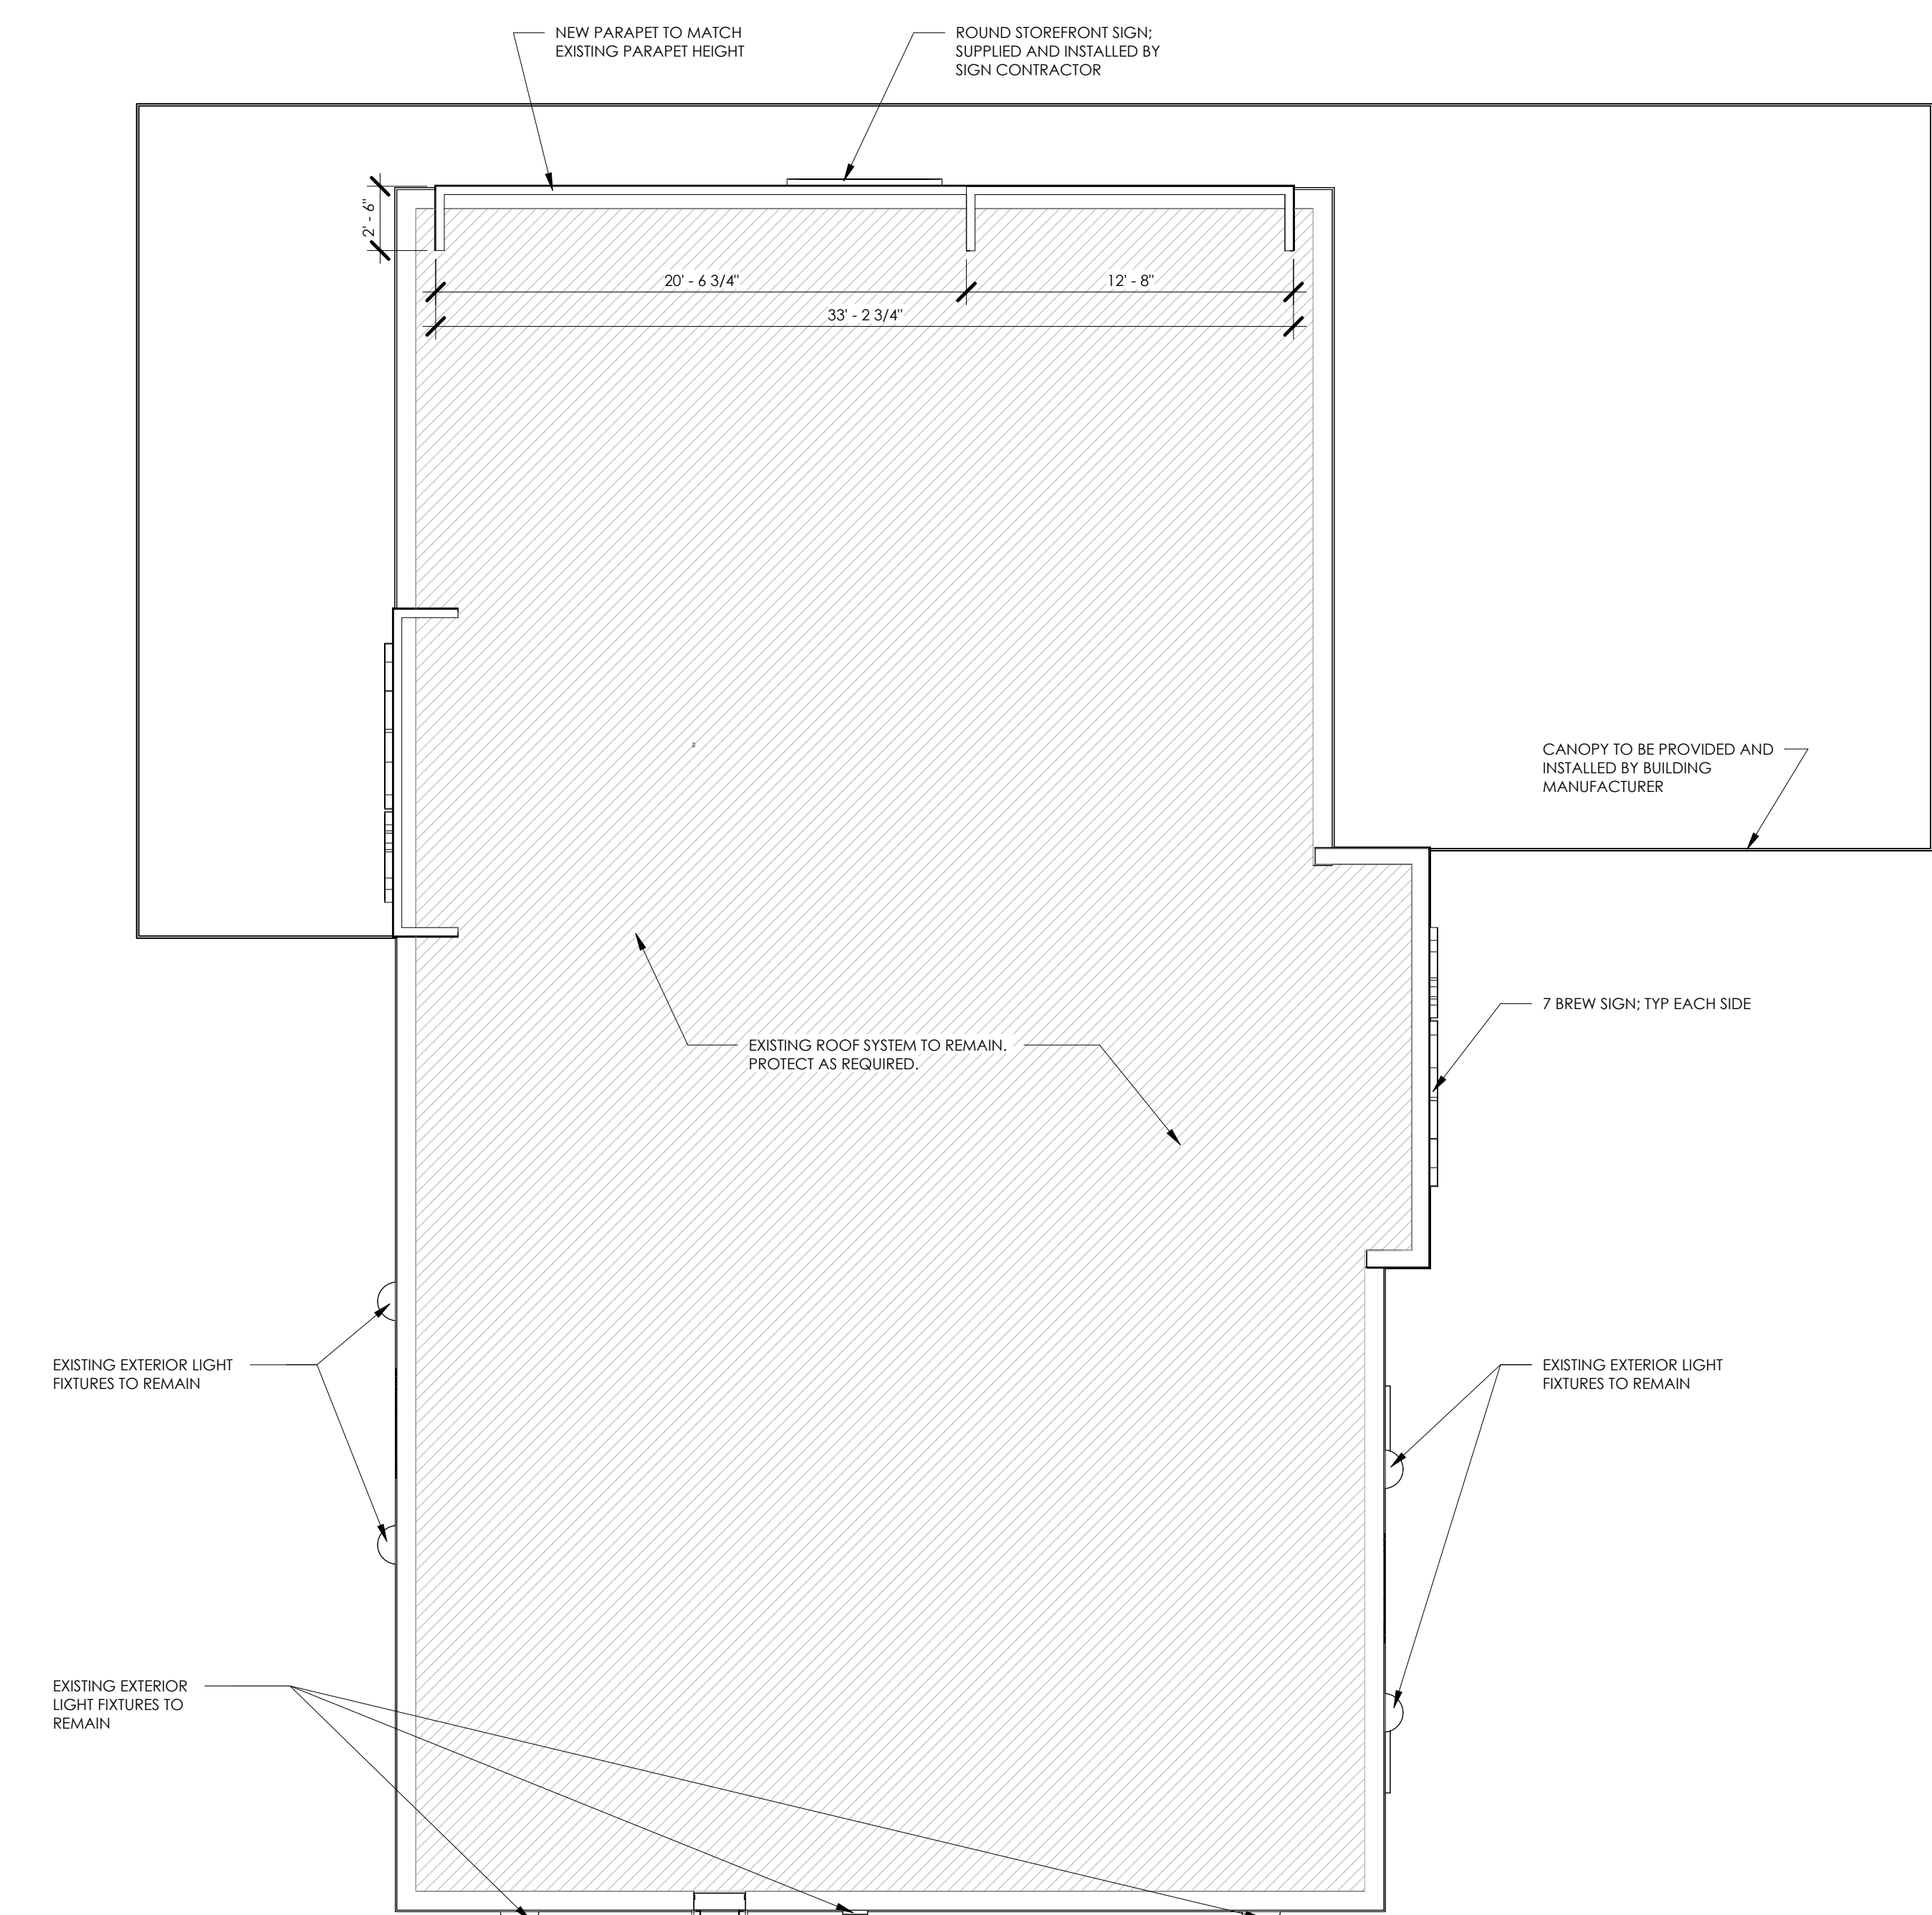 NEW PARAPET TO MATCH
EXISTING PARAPET HEIGHT
ROUND STOREFRONT SIGN;
SUPPLIED AND INSTALLED BY
SIGN CONTRACTOR
2' - 6"
20' - 6 3/4"
12' - 8"
33' - 2 3/4"
CANOPY TO BE PROVIDED AND
INSTALLED BY BUILDING
MANUFACTURER
7 BREW SIGN; TYP EACH SIDE
EXISTING ROOF SYSTEM TO REMAIN.
PROTECT AS REQUIRED.
EXISTING EXTERIOR LIGHT
FIXTURES TO REMAIN
EXISTING EXTERIOR LIGHT
FIXTURES TO REMAIN
EXISTING EXTERIOR
LIGHT FIXTURES TO
REMAIN